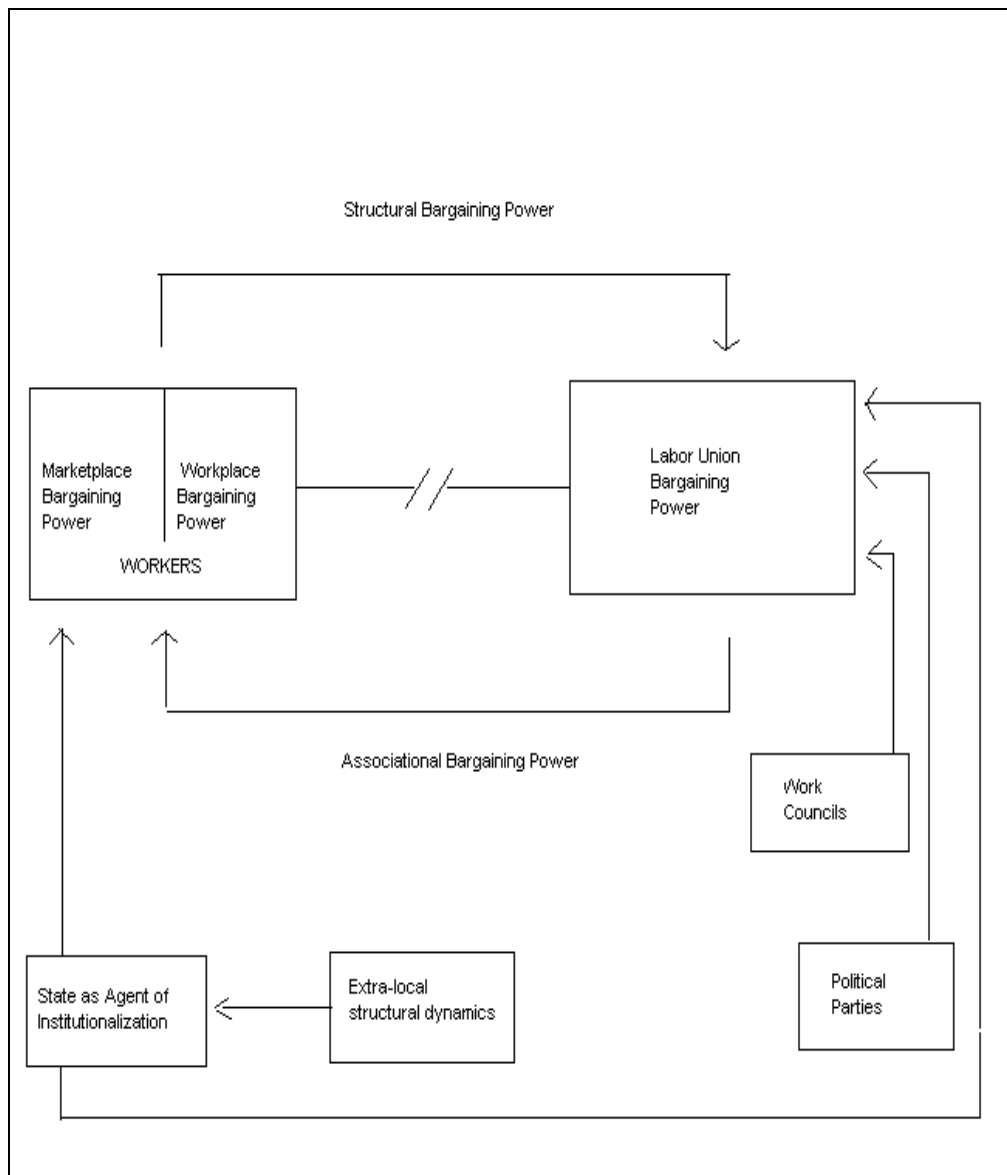 Structural Bargaining Power
Marketplace
Bargaining
Power
Workplace
Bargaining
Power
WORKERS
Labor Union
Bargaining
Power
Associational Bargaining Power
Work
Councils
State as Agent of
Institutionalization
Extra-local
structural dynamics
Political
Parties